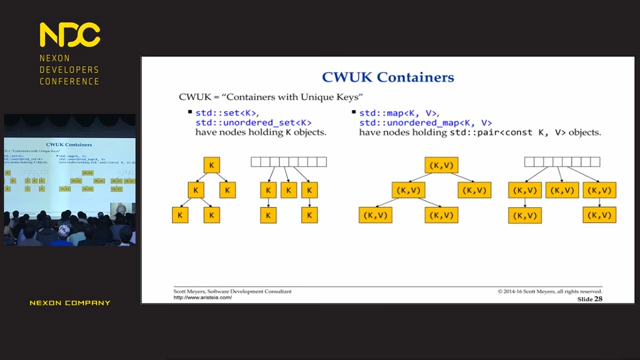 NDC
NEXON
DEVELOPERS
CONFERENCE
CWUK Containers
CWUK = “Containers with Unique Keys”
▪ std::set<K>,
std::unordered_set<K>
have nodes holding K objects.
▪ std::map<K, V>,
std::unordered_map<K, V>
have nodes holding std::pair<const K, V> objects.
K
K K
K K
K K K
K K
(K,V)
(K,V) (K,V)
(K,V) (K,V)
(K,V) (K,V) (K,V)
(K,V) (K,V)
Scott Meyers, Software Development Consultant
http://www.aristeia.com/
© 2014-16 Scott Meyers, all rights reserved.
Slide 28
CWUK Containers
NEXON COMPANY